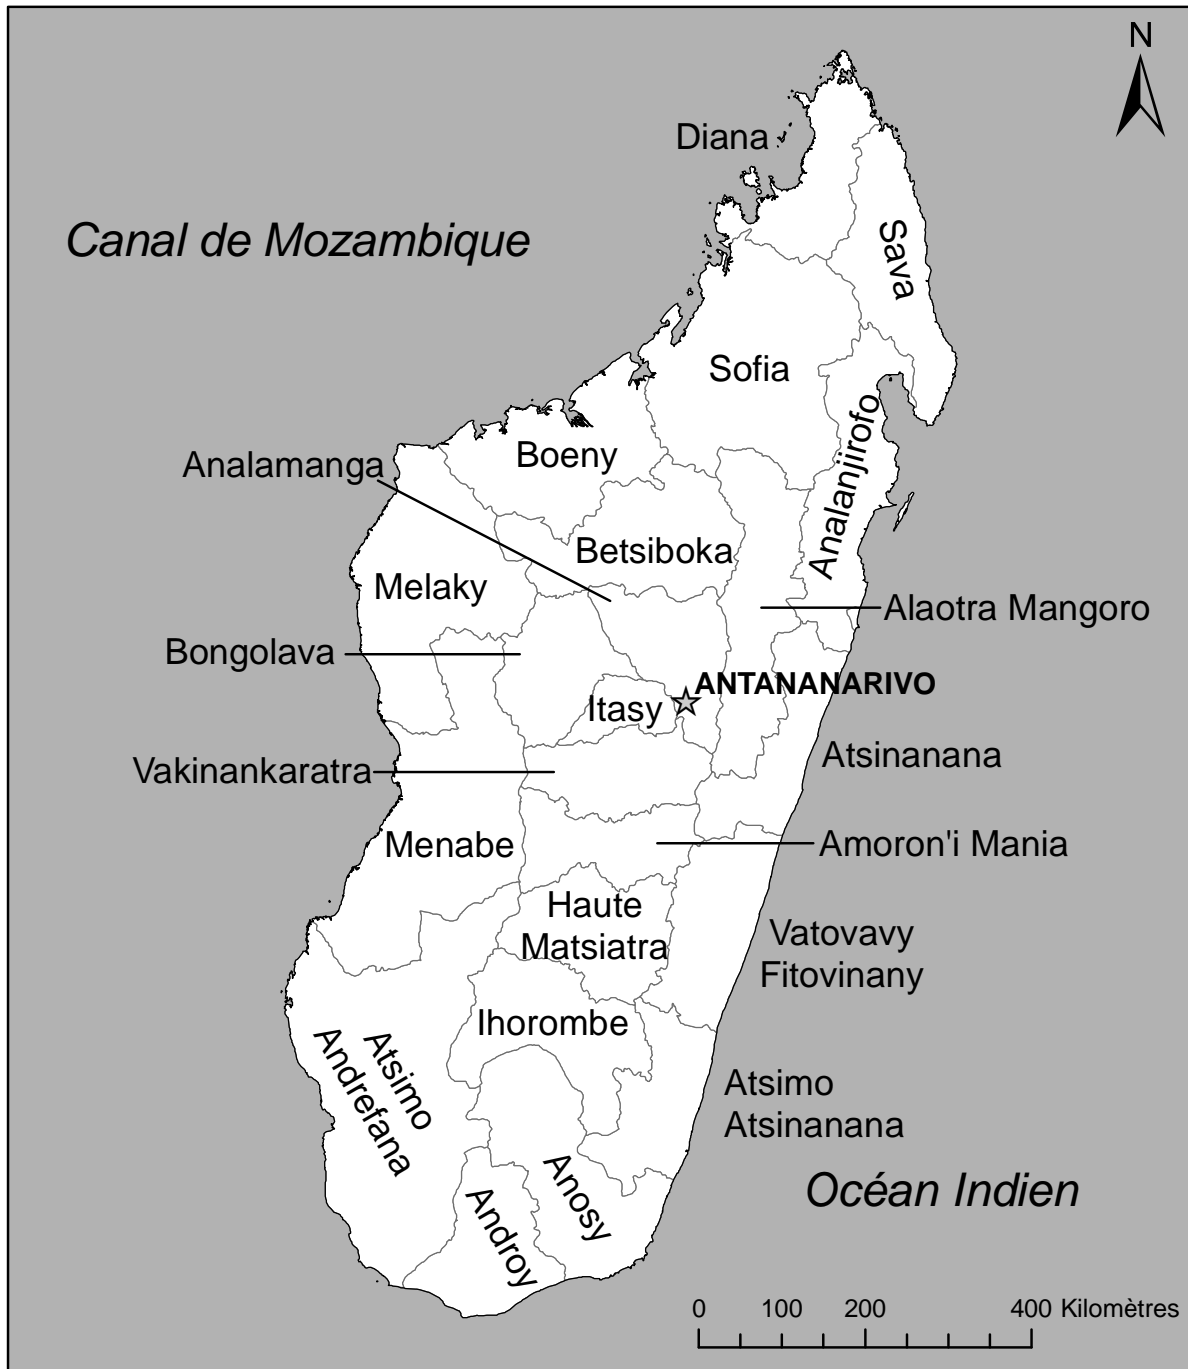 N
Diana
Canal de Mozambique
Sava
Sofia
Analanjirofo
Boeny
Analamanga
Betsiboka
Melaky
Alaotra Mangoro
Bongolava
ANTANANARIVO
Itasy
Atsinanana
Vakinankaratra
Menabe
Amoron'i Mania
Haute
Matsiatra
Vatovavy
Fitovinany
Ihorombe
Atsimo
Andrefana
Atsimo
Atsinanana
Anosy
Androy
Océan Indien
0 100 200 400 Kilomètres